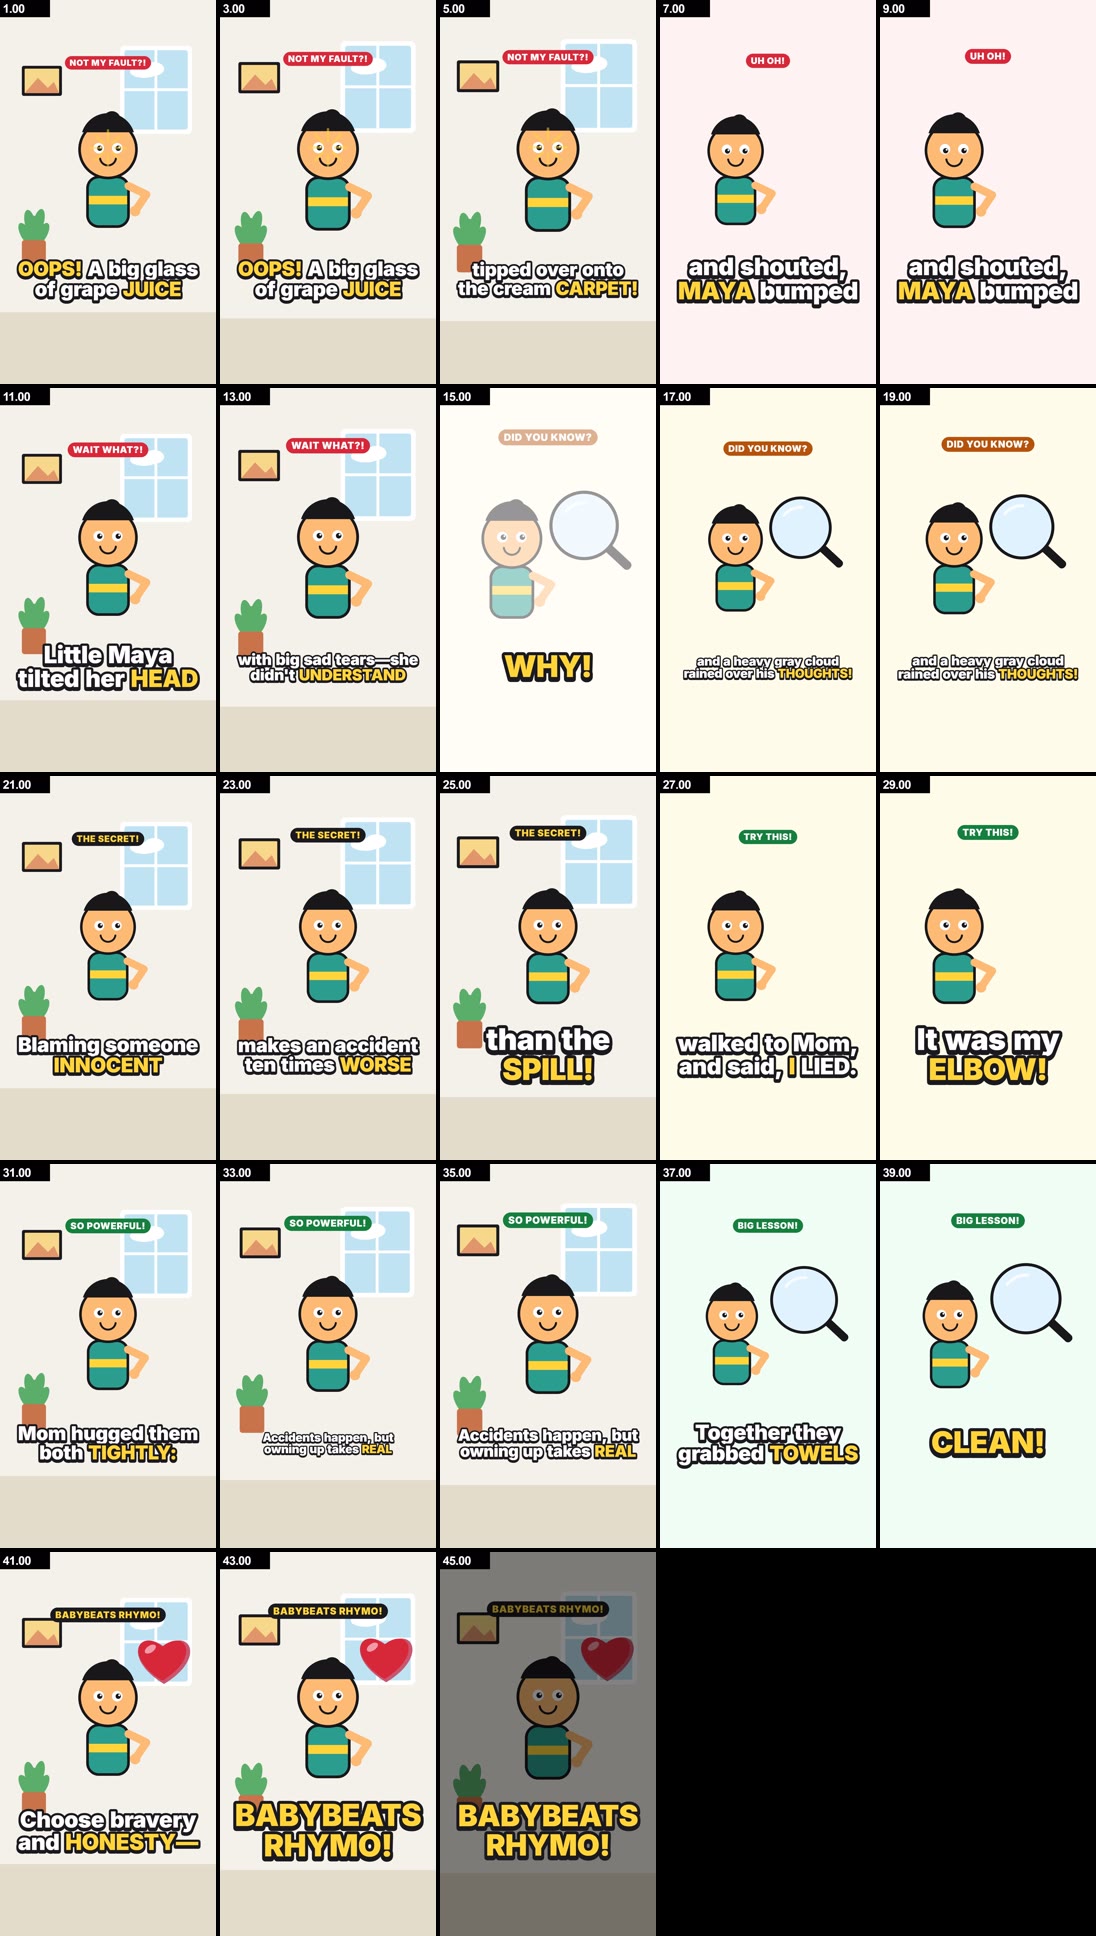 1.00
NOT MY FAULT?!
OOPS! A big glass
of grape JUICE
3.00
NOT MY FAULT?!
OOPS! A big glass
of grape JUICE
5.00
NOT MY FAULT?!
tipped over onto
the cream CARPET!
7.00
UH OH!
and shouted,
MAYA bumped
9.00
UH OH!
and shouted,
MAYA bumped
11.00
WAIT WHAT?!
Little Maya
tilted her HEAD
13.00
WAIT WHAT?!
with big sad tears—she
didn't UNDERSTAND
15.00
DID YOU KNOW?
WHY!
17.00
DID YOU KNOW?
and a heavy gray cloud
rained over his THOUGHTS!
19.00
DID YOU KNOW?
and a heavy gray cloud
rained over his THOUGHTS!
21.00
THE SECRET!
Blaming someone
INNOCENT
23.00
THE SECRET!
makes an accident
ten times WORSE
25.00
THE SECRET!
than the
SPILL!
27.00
TRY THIS!
walked to Mom,
and said, I LIED.
29.00
TRY THIS!
It was my
ELBOW!
31.00
SO POWERFUL!
Mom hugged them
both TIGHTLY:
33.00
SO POWERFUL!
Accidents happen, but
owning up takes REAL
35.00
SO POWERFUL!
Accidents happen, but
owning up takes REAL
37.00
BIG LESSON!
Together they
grabbed TOWELS
39.00
BIG LESSON!
CLEAN!
41.00
BABYBEATS RHYMO!
Choose bravery
and HONESTY—
43.00
BABYBEATS RHYMO!
BABYBEATS
RHYMO!
45.00
BABYBEATS RHYMO!
BABYBEATS
RHYMO!